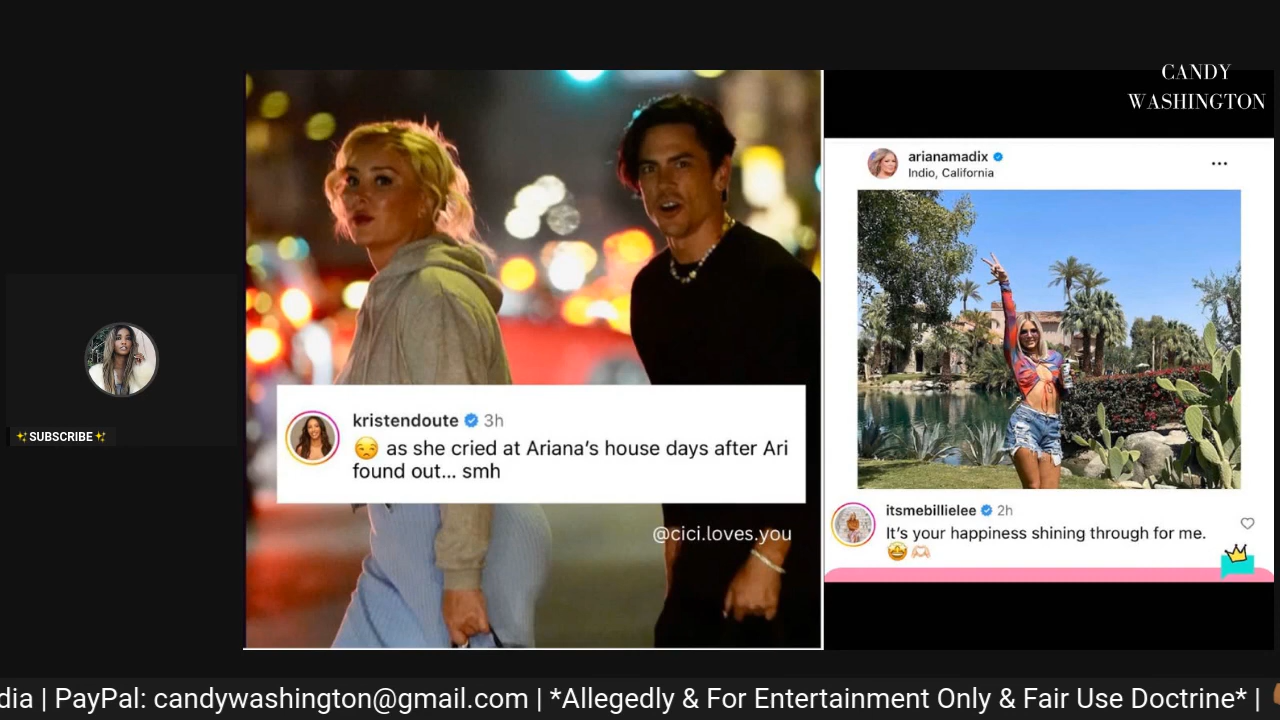 CANDY
WASHINGTON
arianamadix
Indio, California
kristendoute 3h
😒 as she cried at Ariana's house days after Ari
found out... smh
@cici.loves.you
itsmebillielee 2h
It's your happiness shining through for me.
🤩🫶🏼
✨SUBSCRIBE✨
dia | PayPal: candywashington@gmail.com | *Allegedly & For Entertainment Only & Fair Use Doctrine* |